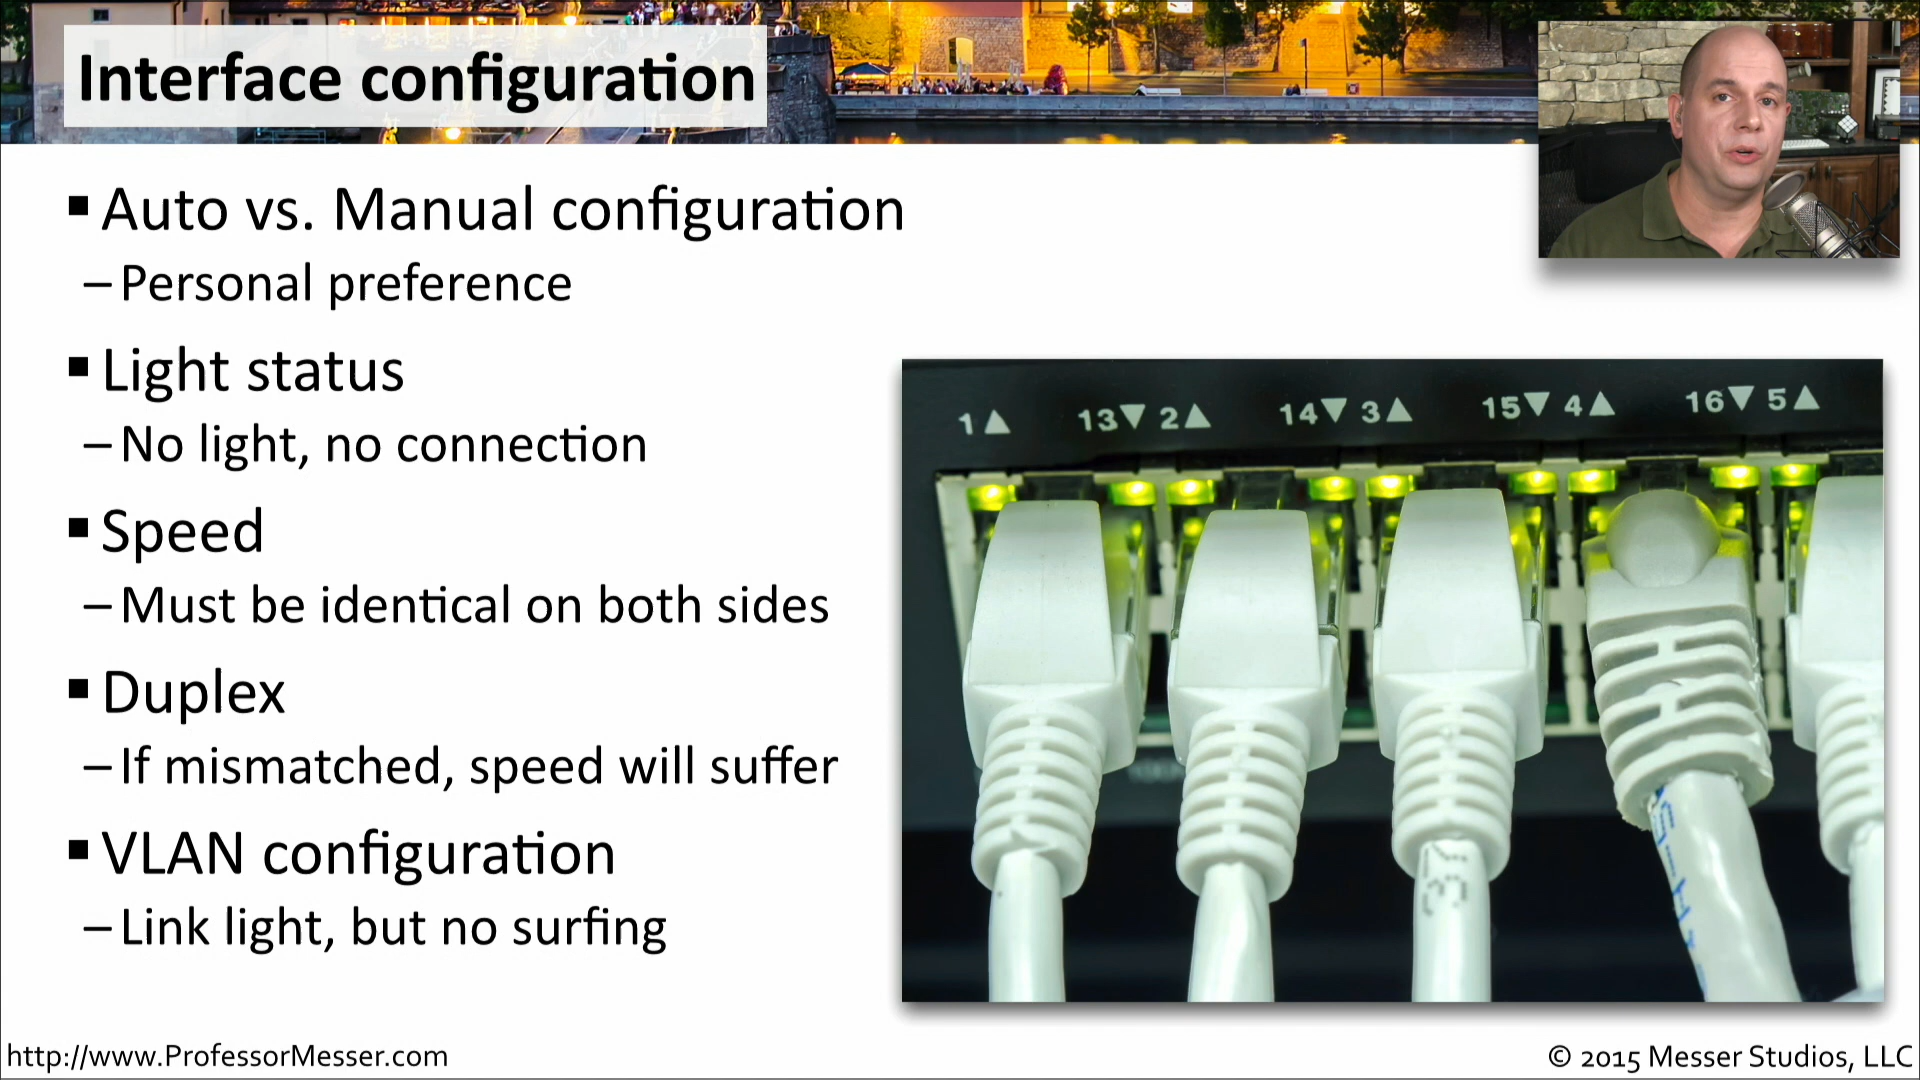 Interface configuration
▪ Auto vs. Manual configuration
– Personal preference
▪ Light status
– No light, no connection
▪ Speed
– Must be identical on both sides
▪ Duplex
– If mismatched, speed will suffer
▪ VLAN configuration
– Link light, but no surfing
1▲ 13▼ 2▲ 14▼ 3▲ 15▼ 4▲ 16▼ 5▲
http://www.ProfessorMesser.com
© 2015 Messer Studios, LLC